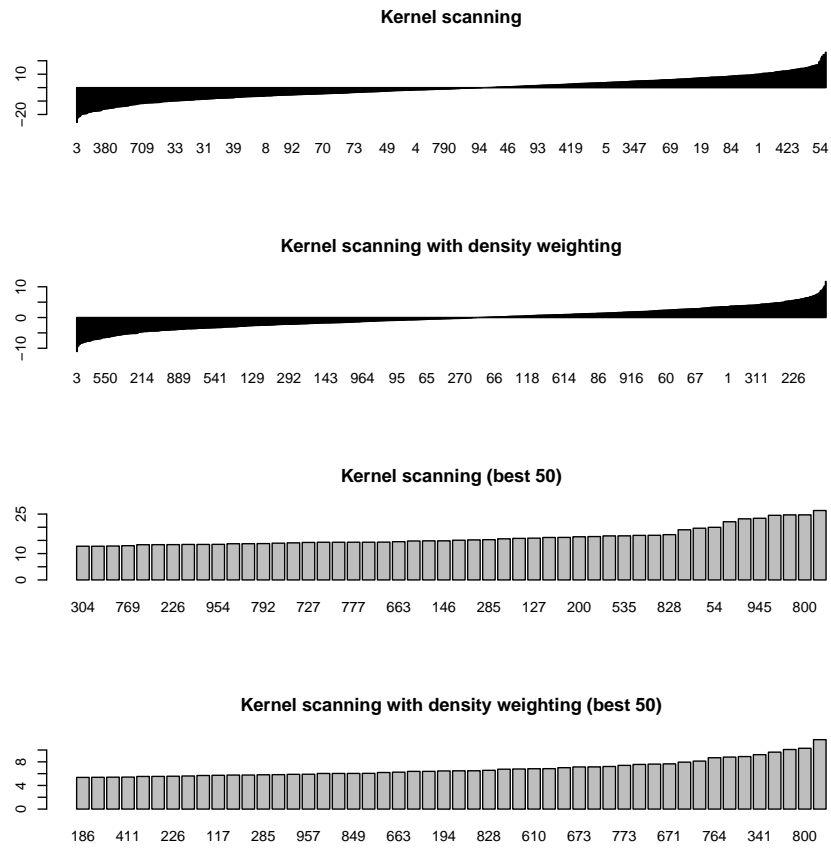 Kernel scanning
−20 10
3 380 709 33 31 39 8 92 70 73 49 4 790 94 46 93 419 5 347 69 19 84 1 423 54
Kernel scanning with density weighting
−10 0 10
3 550 214 889 541 129 292 143 964 95 65 270 66 118 614 86 916 60 67 1 311 226
Kernel scanning (best 50)
0 10 25
304 769 226 954 792 727 777 663 146 285 127 200 535 828 54 945 800
Kernel scanning with density weighting (best 50)
0 4 8
186 411 226 117 285 957 849 663 194 828 610 673 773 671 764 341 800